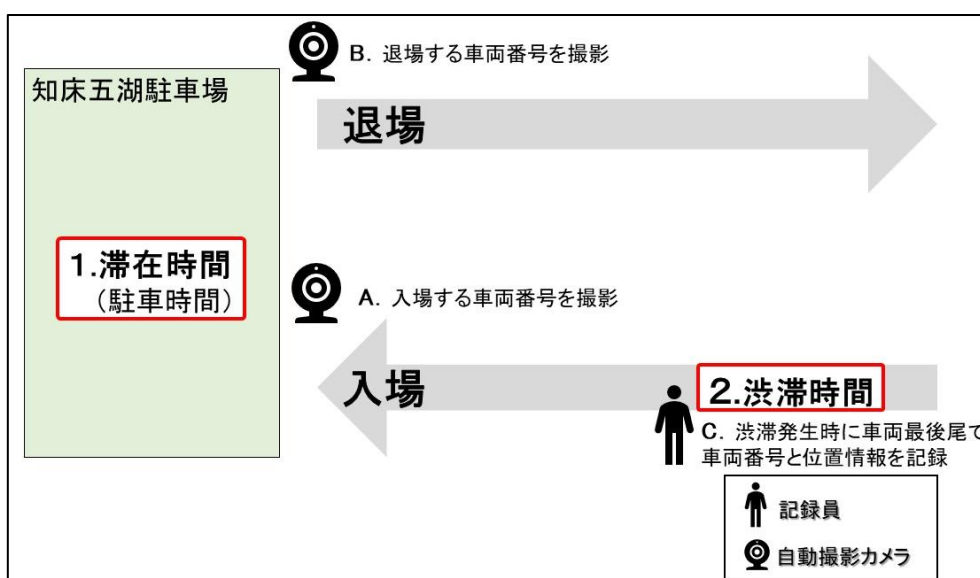 B. 退場する車両番号を撮影
知床五湖駐車場
退場
1.滞在時間
（駐車時間）
A. 入場する車両番号を撮影
入場
2.渋滞時間
C. 渋滞発生時に車両最後尾で
車両番号と位置情報を記録
記録員
自動撮影カメラ